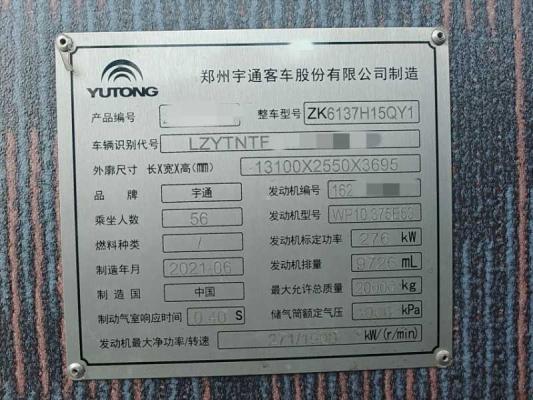 YUTONG 郑州宇通客车股份有限公司制造
产品编号 整车型号 ZK6137H15QY1
车辆识别代号 LZYTNTF
外廓尺寸 长X宽X高(mm) 13100X2550X3695
品牌 宇通 发动机编号 162
乘坐人数 56 发动机型号 WP10.375E63
燃料种类 / 发动机标定功率 276 kW
制造年月 2021-06 发动机排量 9726 mL
制造国 中国 最大允许总质量 kg
制动气室响应时间 0.40 S 储气筒额定气压 kPa
发动机最大净功率/转速 kW/(r/min)